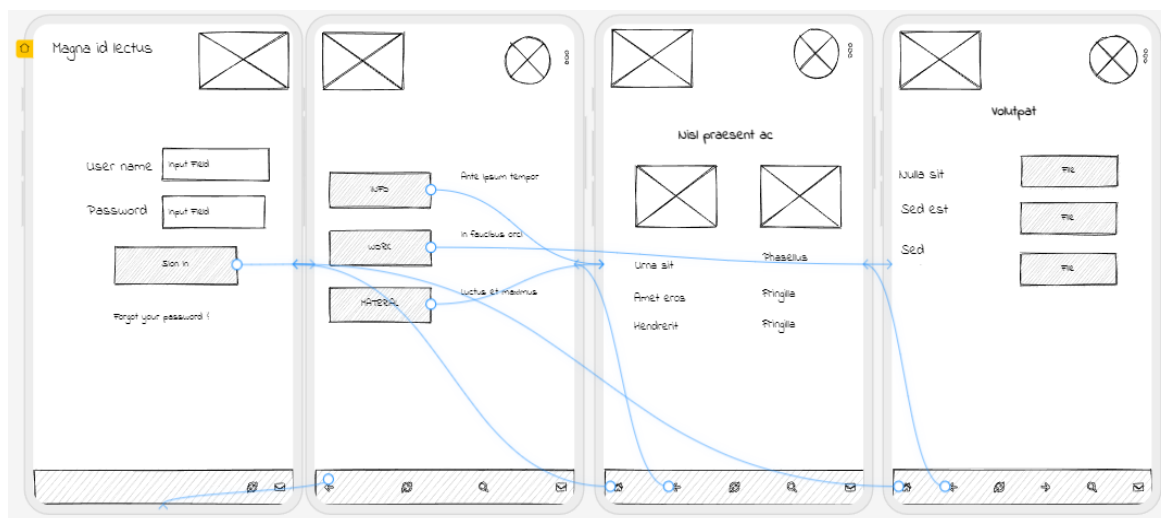 Magna id lectus
User name
Input Field
Password
Input Field
Sign in
Forgot your password ?
INFO
Ante ipsum tempor
WORK
In faucibus orci
MATERIAL
Luctus et maximus
Nisl praesent ac
Urna sit
Phasellus
Amet eros
Fringilla
Hendrerit
Fringilla
Volutpat
Nulla sit
File
Sed est
File
Sed
File